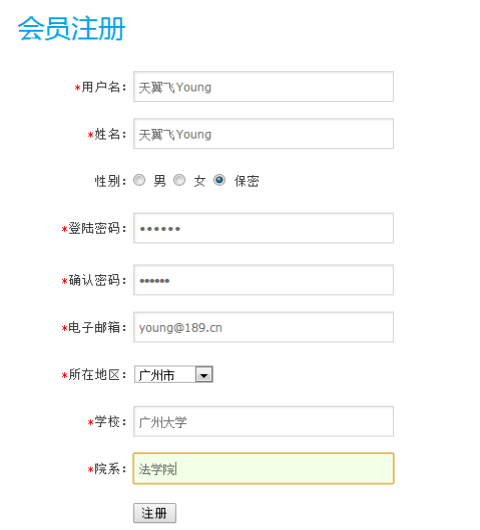 会员注册
*用户名： 天翼飞Young
*姓名： 天翼飞Young
性别： 男 女 保密
*登陆密码： ••••••
*确认密码： ••••••
*电子邮箱： young@189.cn
*所在地区： 广州市
*学校： 广州大学
*院系： 法学院
注册